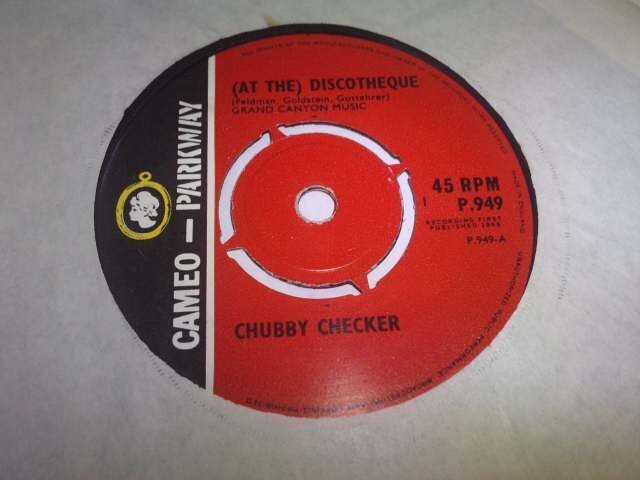 (AT THE) DISCOTHEQUE
(Feldman, Goldstein, Gottehrer)
GRAND CANYON MUSIC
CAMEO — PARKWAY
45 RPM
I P.949
RECORDING FIRST
PUBLISHED 1965
P.949-A
CHUBBY CHECKER